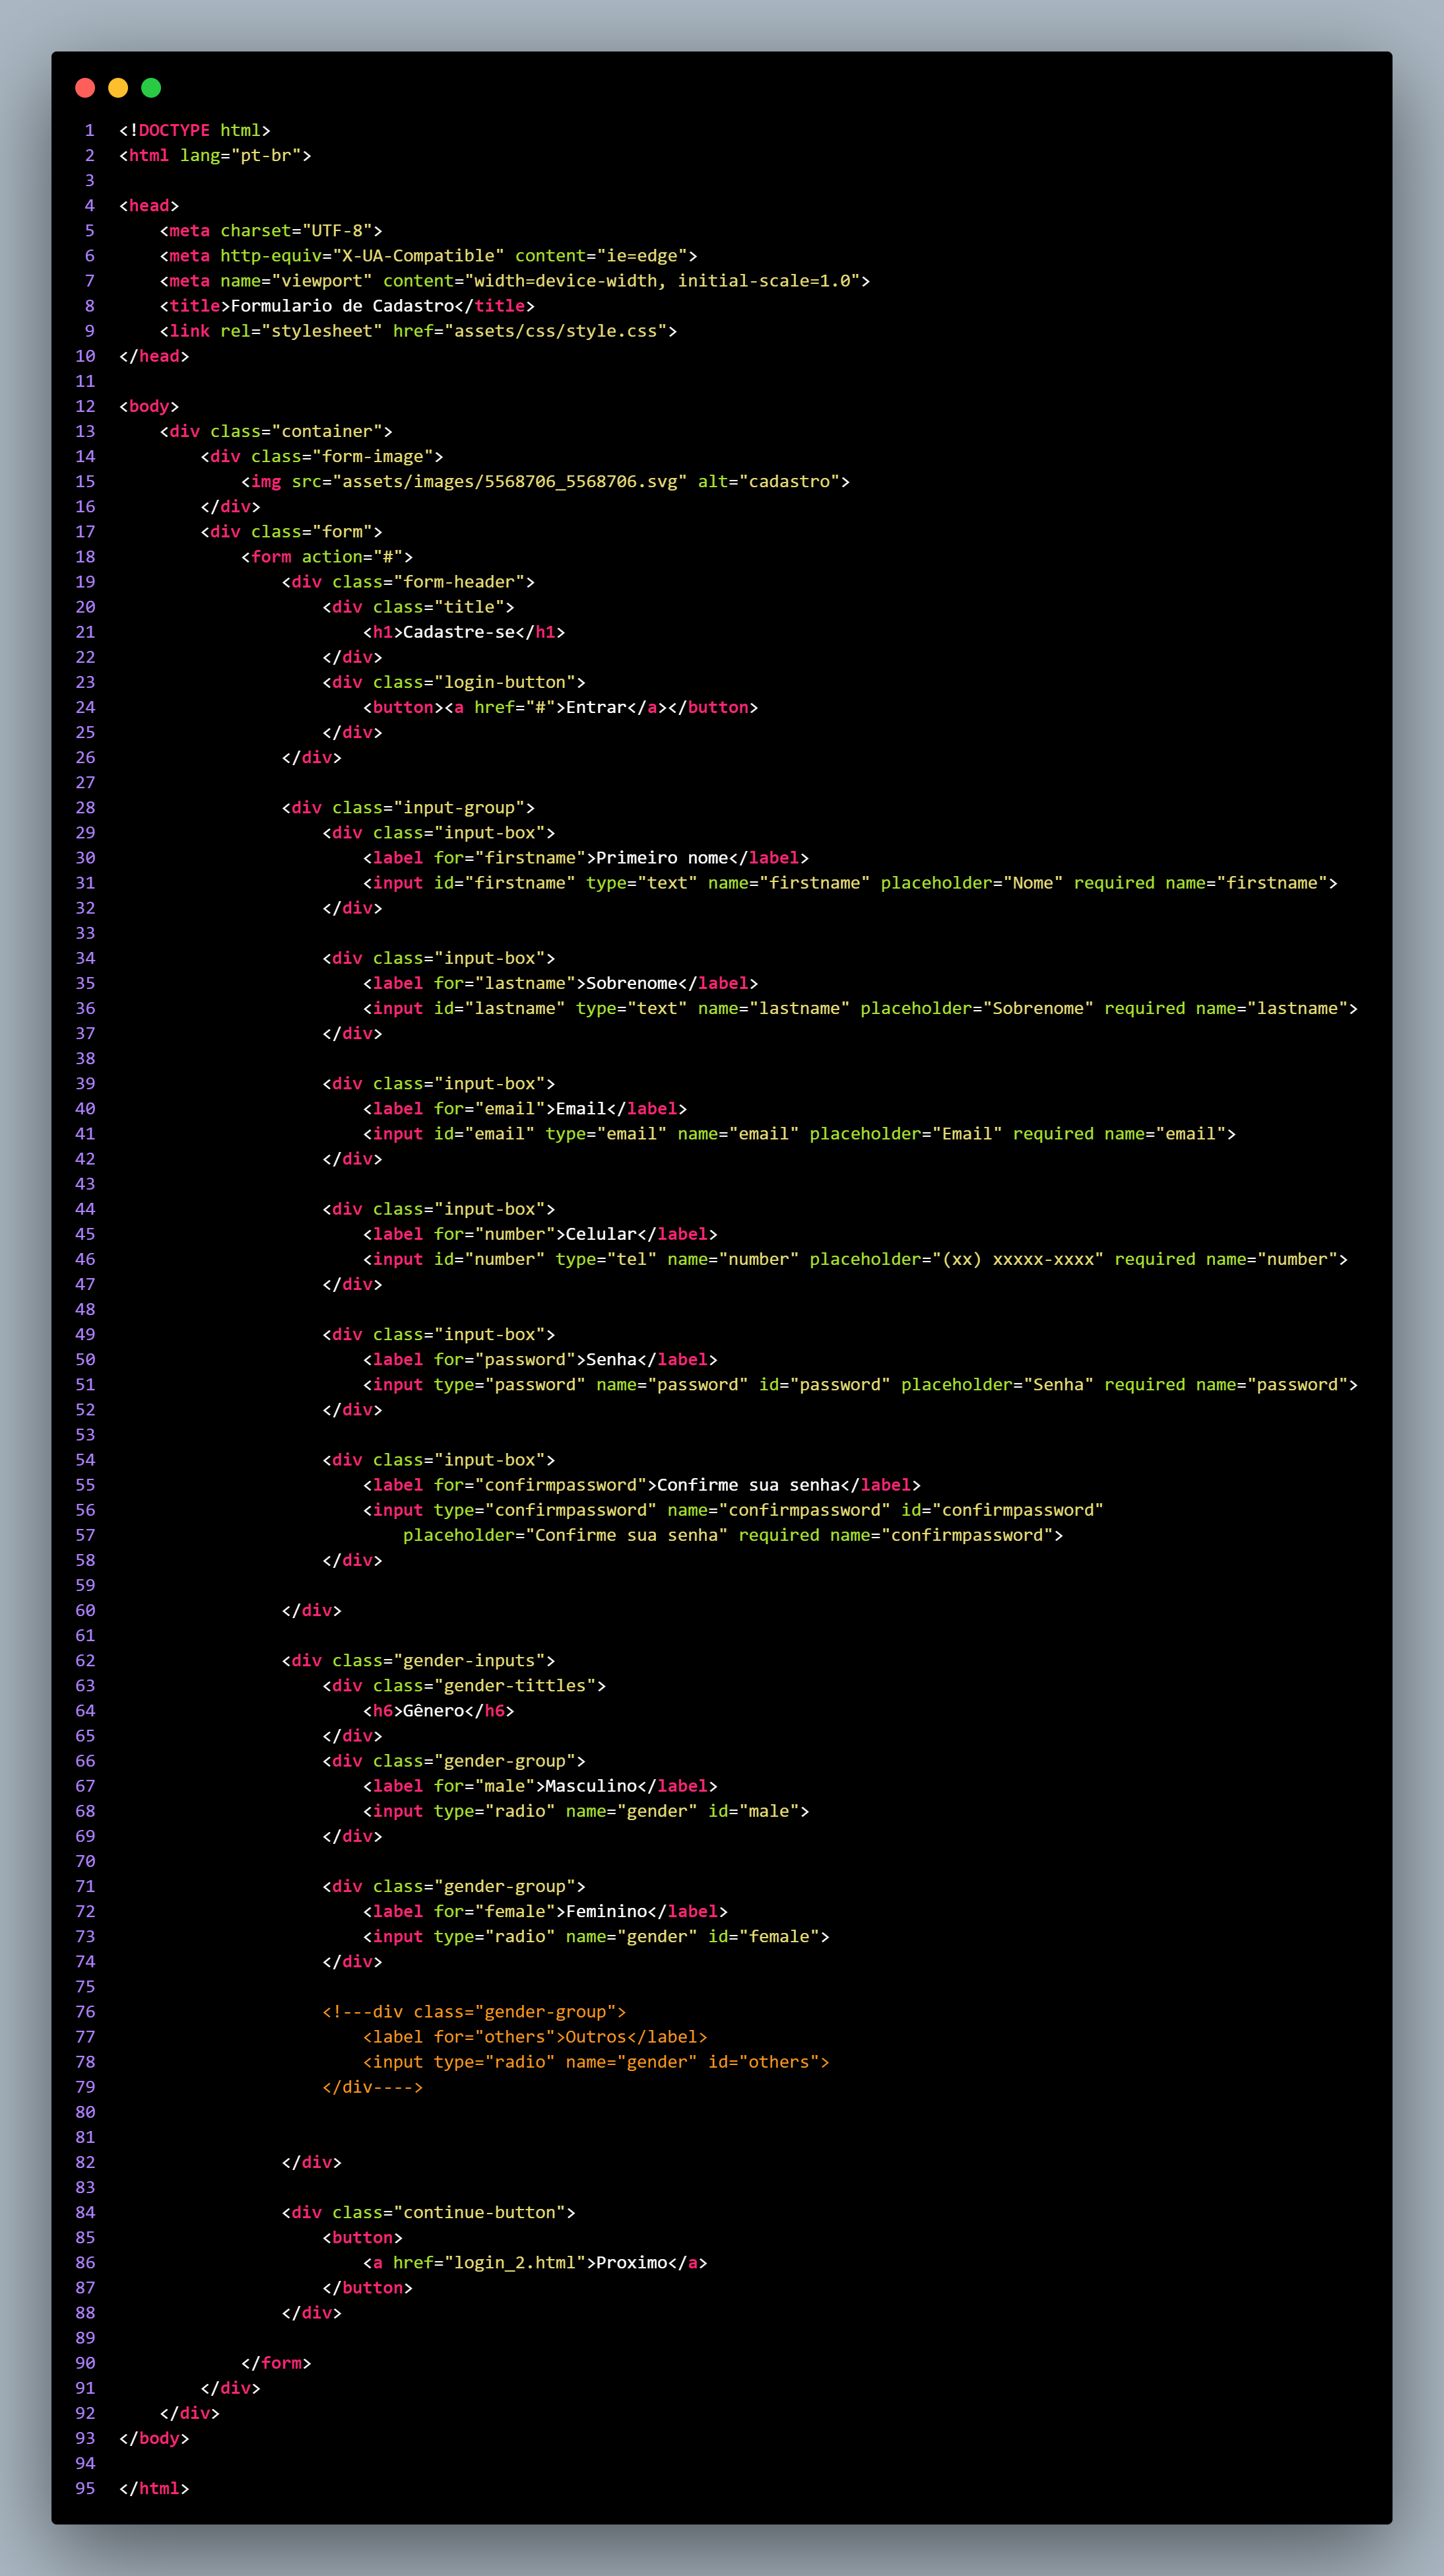 1 <!DOCTYPE html>
2 <html lang="pt-br">
3
4 <head>
5     <meta charset="UTF-8">
6     <meta http-equiv="X-UA-Compatible" content="ie=edge">
7     <meta name="viewport" content="width=device-width, initial-scale=1.0">
8     <title>Formulario de Cadastro</title>
9     <link rel="stylesheet" href="assets/css/style.css">
10 </head>
11
12 <body>
13     <div class="container">
14         <div class="form-image">
15             <img src="assets/images/5568706_5568706.svg" alt="cadastro">
16         </div>
17         <div class="form">
18             <form action="#">
19                 <div class="form-header">
20                     <div class="title">
21                         <h1>Cadastre-se</h1>
22                     </div>
23                     <div class="login-button">
24                         <button><a href="#">Entrar</a></button>
25                     </div>
26                 </div>
27
28                 <div class="input-group">
29                     <div class="input-box">
30                         <label for="firstname">Primeiro nome</label>
31                         <input id="firstname" type="text" name="firstname" placeholder="Nome" required name="firstname">
32                     </div>
33
34                     <div class="input-box">
35                         <label for="lastname">Sobrenome</label>
36                         <input id="lastname" type="text" name="lastname" placeholder="Sobrenome" required name="lastname">
37                     </div>
38
39                     <div class="input-box">
40                         <label for="email">Email</label>
41                         <input id="email" type="email" name="email" placeholder="Email" required name="email">
42                     </div>
43
44                     <div class="input-box">
45                         <label for="number">Celular</label>
46                         <input id="number" type="tel" name="number" placeholder="(xx) xxxxx-xxxx" required name="number">
47                     </div>
48
49                     <div class="input-box">
50                         <label for="password">Senha</label>
51                         <input type="password" name="password" id="password" placeholder="Senha" required name="password">
52                     </div>
53
54                     <div class="input-box">
55                         <label for="confirmpassword">Confirme sua senha</label>
56                         <input type="confirmpassword" name="confirmpassword" id="confirmpassword"
57                             placeholder="Confirme sua senha" required name="confirmpassword">
58                     </div>
59
60                 </div>
61
62                 <div class="gender-inputs">
63                     <div class="gender-tittles">
64                         <h6>Gênero</h6>
65                     </div>
66                     <div class="gender-group">
67                         <label for="male">Masculino</label>
68                         <input type="radio" name="gender" id="male">
69                     </div>
70
71                     <div class="gender-group">
72                         <label for="female">Feminino</label>
73                         <input type="radio" name="gender" id="female">
74                     </div>
75
76                     <!---div class="gender-group">
77                         <label for="others">Outros</label>
78                         <input type="radio" name="gender" id="others">
79                     </div---->
80
81
82                 </div>
83
84                 <div class="continue-button">
85                     <button>
86                         <a href="login_2.html">Proximo</a>
87                     </button>
88                 </div>
89
90             </form>
91         </div>
92     </div>
93 </body>
94
95 </html>